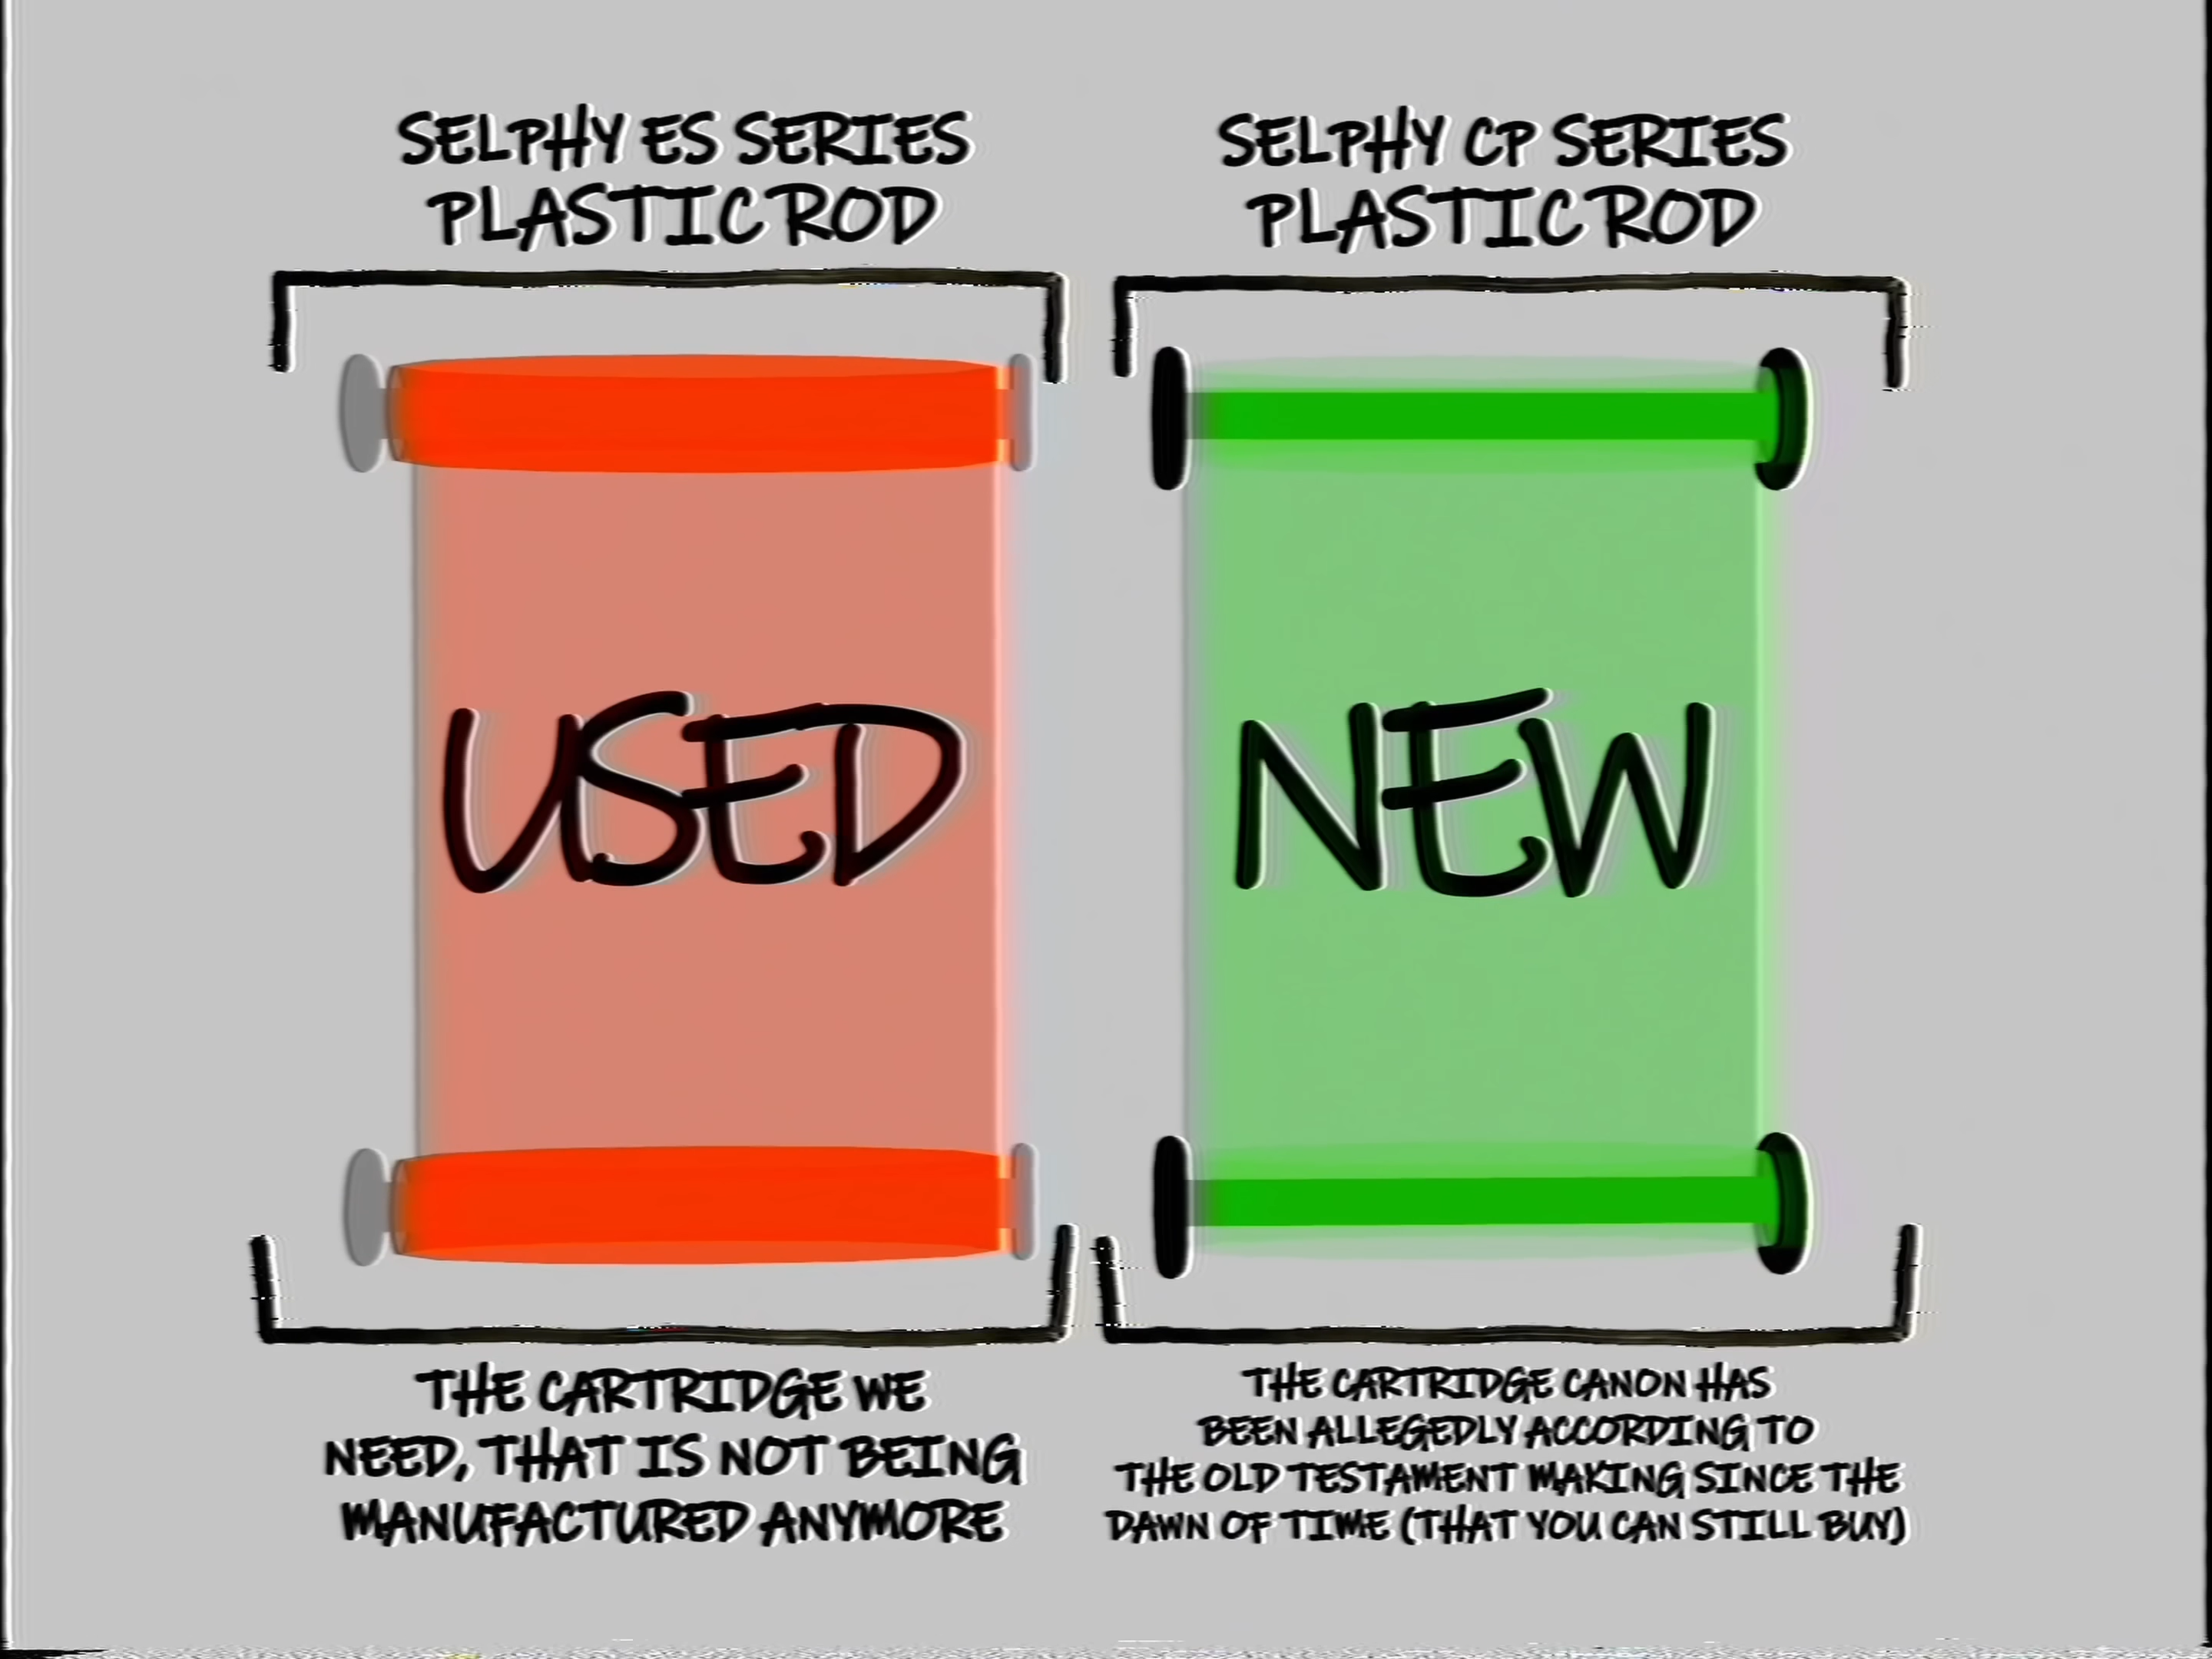 SELPHY ES SERIES
PLASTIC ROD
SELPHY CP SERIES
PLASTIC ROD
USED
NEW
THE CARTRIDGE WE
NEED, THAT IS NOT BEING
MANUFACTURED ANYMORE
THE CARTRIDGE CANON HAS
BEEN ALLEGEDLY ACCORDING TO
THE OLD TESTAMENT MAKING SINCE THE
DAWN OF TIME (THAT YOU CAN STILL BUY)